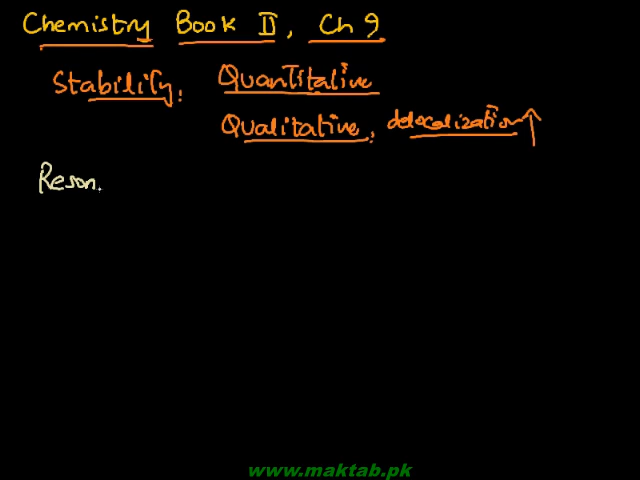 Chemistry Book II, Ch 9
Stability: Quantitative
Qualitative: delocalization ↑
Reson.
www.maktab.pk